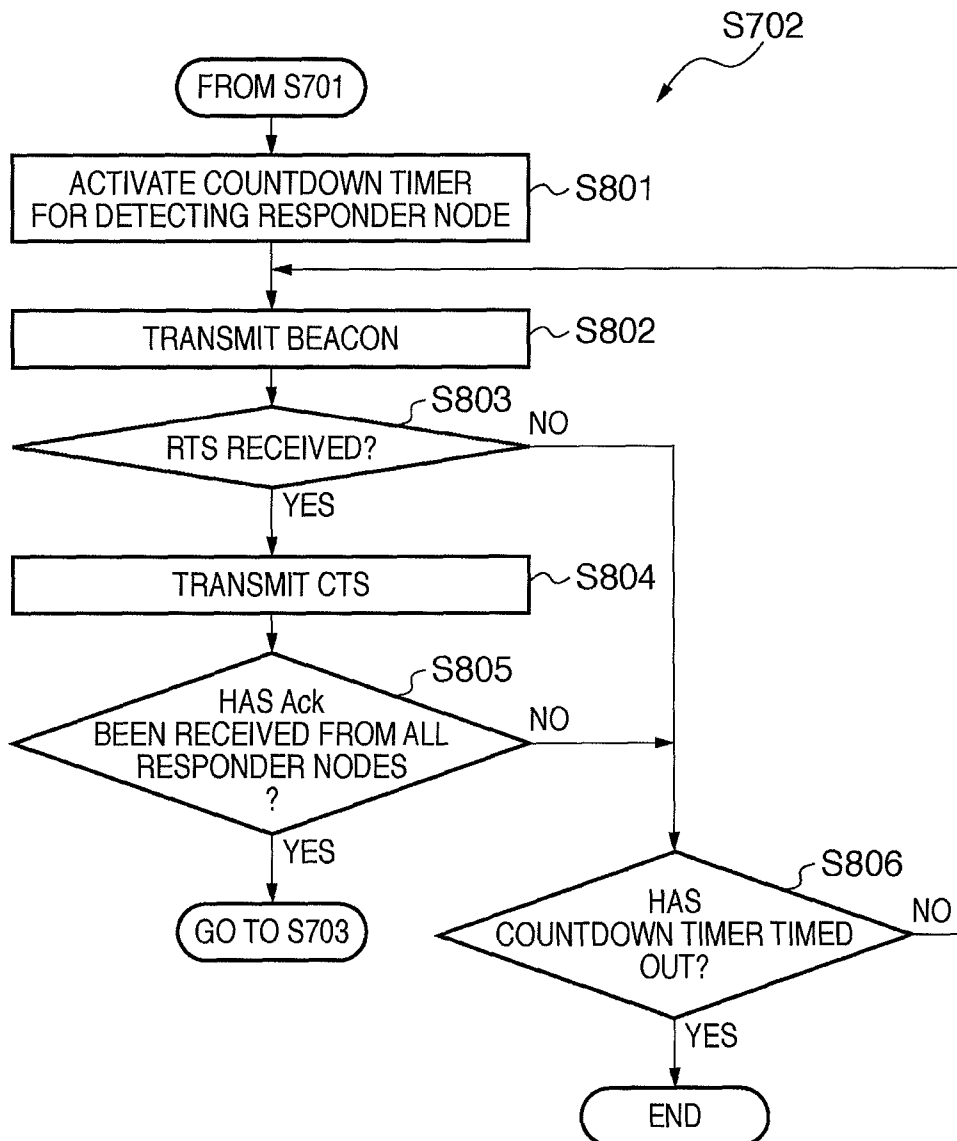 S702
FROM S701
ACTIVATE COUNTDOWN TIMER
FOR DETECTING RESPONDER NODE
S801
TRANSMIT BEACON
S802
S803
RTS RECEIVED?
NO
YES
TRANSMIT CTS
S804
S805
HAS Ack
BEEN RECEIVED FROM ALL
RESPONDER NODES
?
NO
YES
GO TO S703
S806
HAS
COUNTDOWN TIMER TIMED
OUT?
NO
YES
END